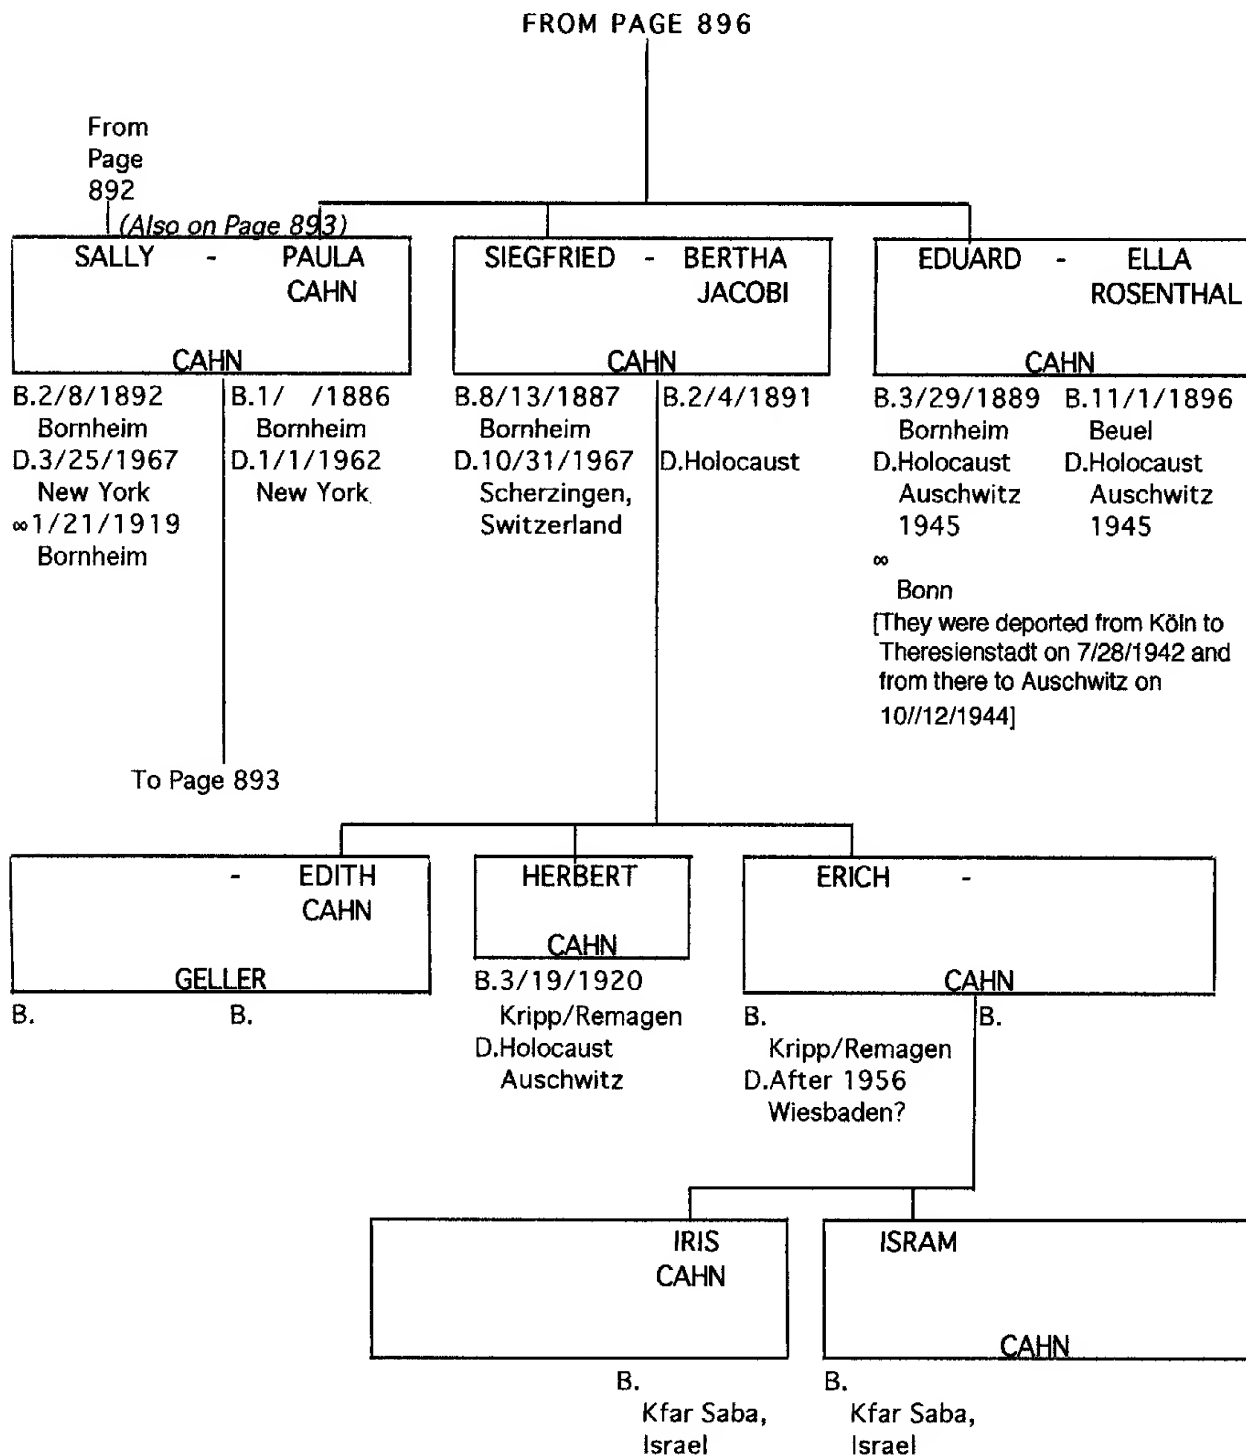 FROM PAGE 896
From
Page
892
(Also on Page 893)
SALLY - PAULA
CAHN
CAHN
B.2/8/1892
Bornheim
D.3/25/1967
New York
∞1/21/1919
Bornheim
B.1/ /1886
Bornheim
D.1/1/1962
New York
To Page 893
SIEGFRIED - BERTHA
JACOBI
CAHN
B.8/13/1887
Bornheim
D.10/31/1967
Scherzingen,
Switzerland
B.2/4/1891
D.Holocaust
EDUARD - ELLA
ROSENTHAL
CAHN
B.3/29/1889
Bornheim
D.Holocaust
Auschwitz
1945
∞
Bonn
B.11/1/1896
Beuel
D.Holocaust
Auschwitz
1945
[They were deported from Köln to
Theresienstadt on 7/28/1942 and
from there to Auschwitz on
10//12/1944]
- EDITH
CAHN
GELLER
B.
B.
HERBERT
CAHN
B.3/19/1920
Kripp/Remagen
D.Holocaust
Auschwitz
ERICH -
CAHN
B.
Kripp/Remagen
D.After 1956
Wiesbaden?
B.
IRIS
CAHN
B.
Kfar Saba,
Israel
ISRAM
CAHN
B.
Kfar Saba,
Israel